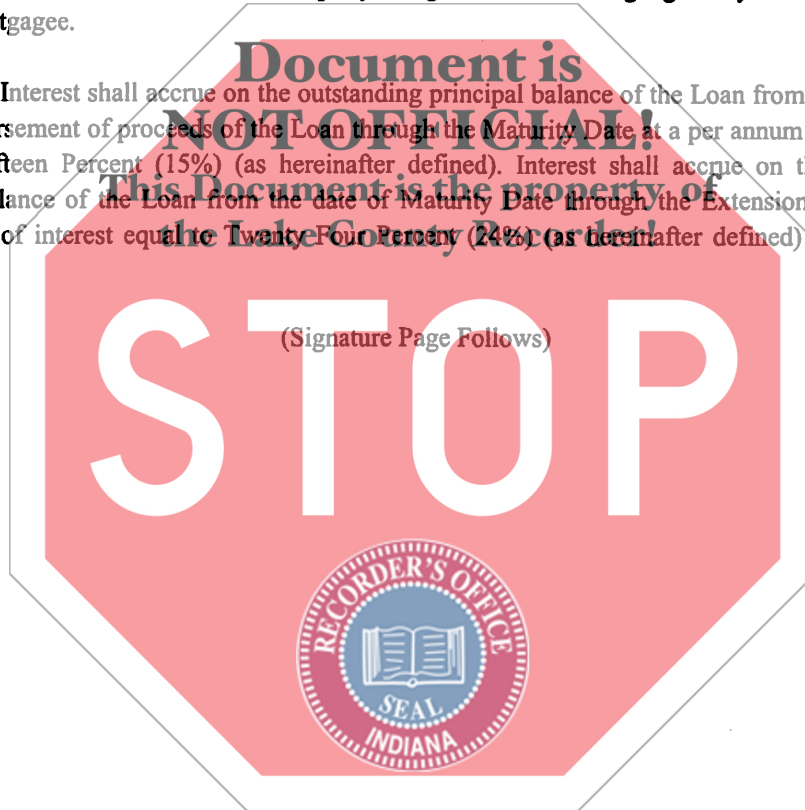 tgagee.
Document is
Interest shall accrue on the outstanding principal balance of the Loan from
NOT OFFICIAL!
sement of proceeds of the Loan through the Maturity Date at a per annum
teen Percent (15%) (as hereinafter defined). Interest shall accrue on
This Document is the property of
lance of the Loan from the date of Maturity Date through the Extension
the Lake County Recorder!
of interest equal to Twenty Four Percent (24%) (as hereinafter defined)
(Signature Page Follows)
STOP
RECORDER'S OFFICE
SEAL
INDIANA